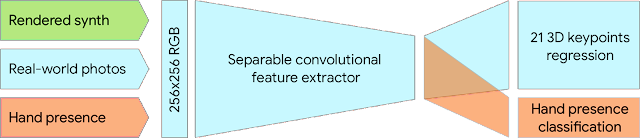 Rendered synth
Real-world photos
Hand presence
256x256 RGB
Separable convolutional
feature extractor
21 3D keypoints
regression
Hand presence
classification